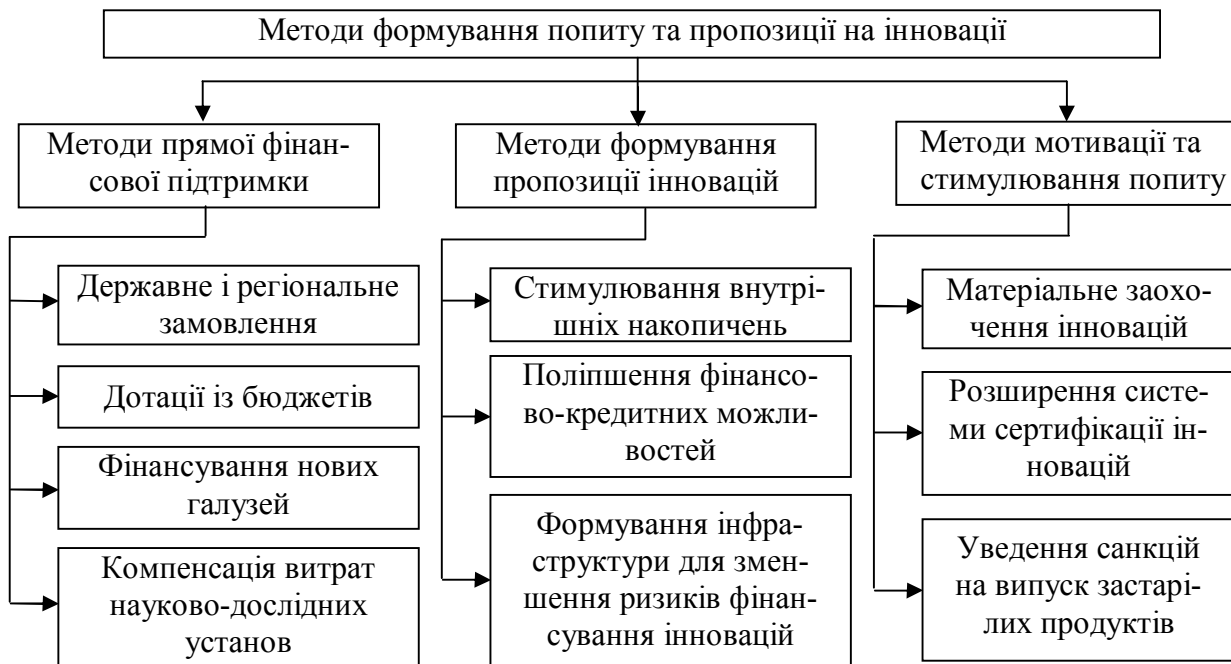 Методи формування попиту та пропозиції на інновації
Методи прямої фінан-
сової підтримки
Державне і регіональне
замовлення
Дотації із бюджетів
Фінансування нових
галузей
Компенсація витрат
науково-дослідних
установ
Методи формування
пропозиції інновацій
Стимулювання внутрі-
шніх накопичень
Поліпшення фінансо-
во-кредитних можли-
востей
Формування інфра-
структури для змен-
шення ризиків фінан-
сування інновацій
Методи мотивації та
стимулювання попиту
Матеріальне заохо-
чення інновацій
Розширення систе-
ми сертифікації ін-
новацій
Уведення санкцій
на випуск застарі-
лих продуктів